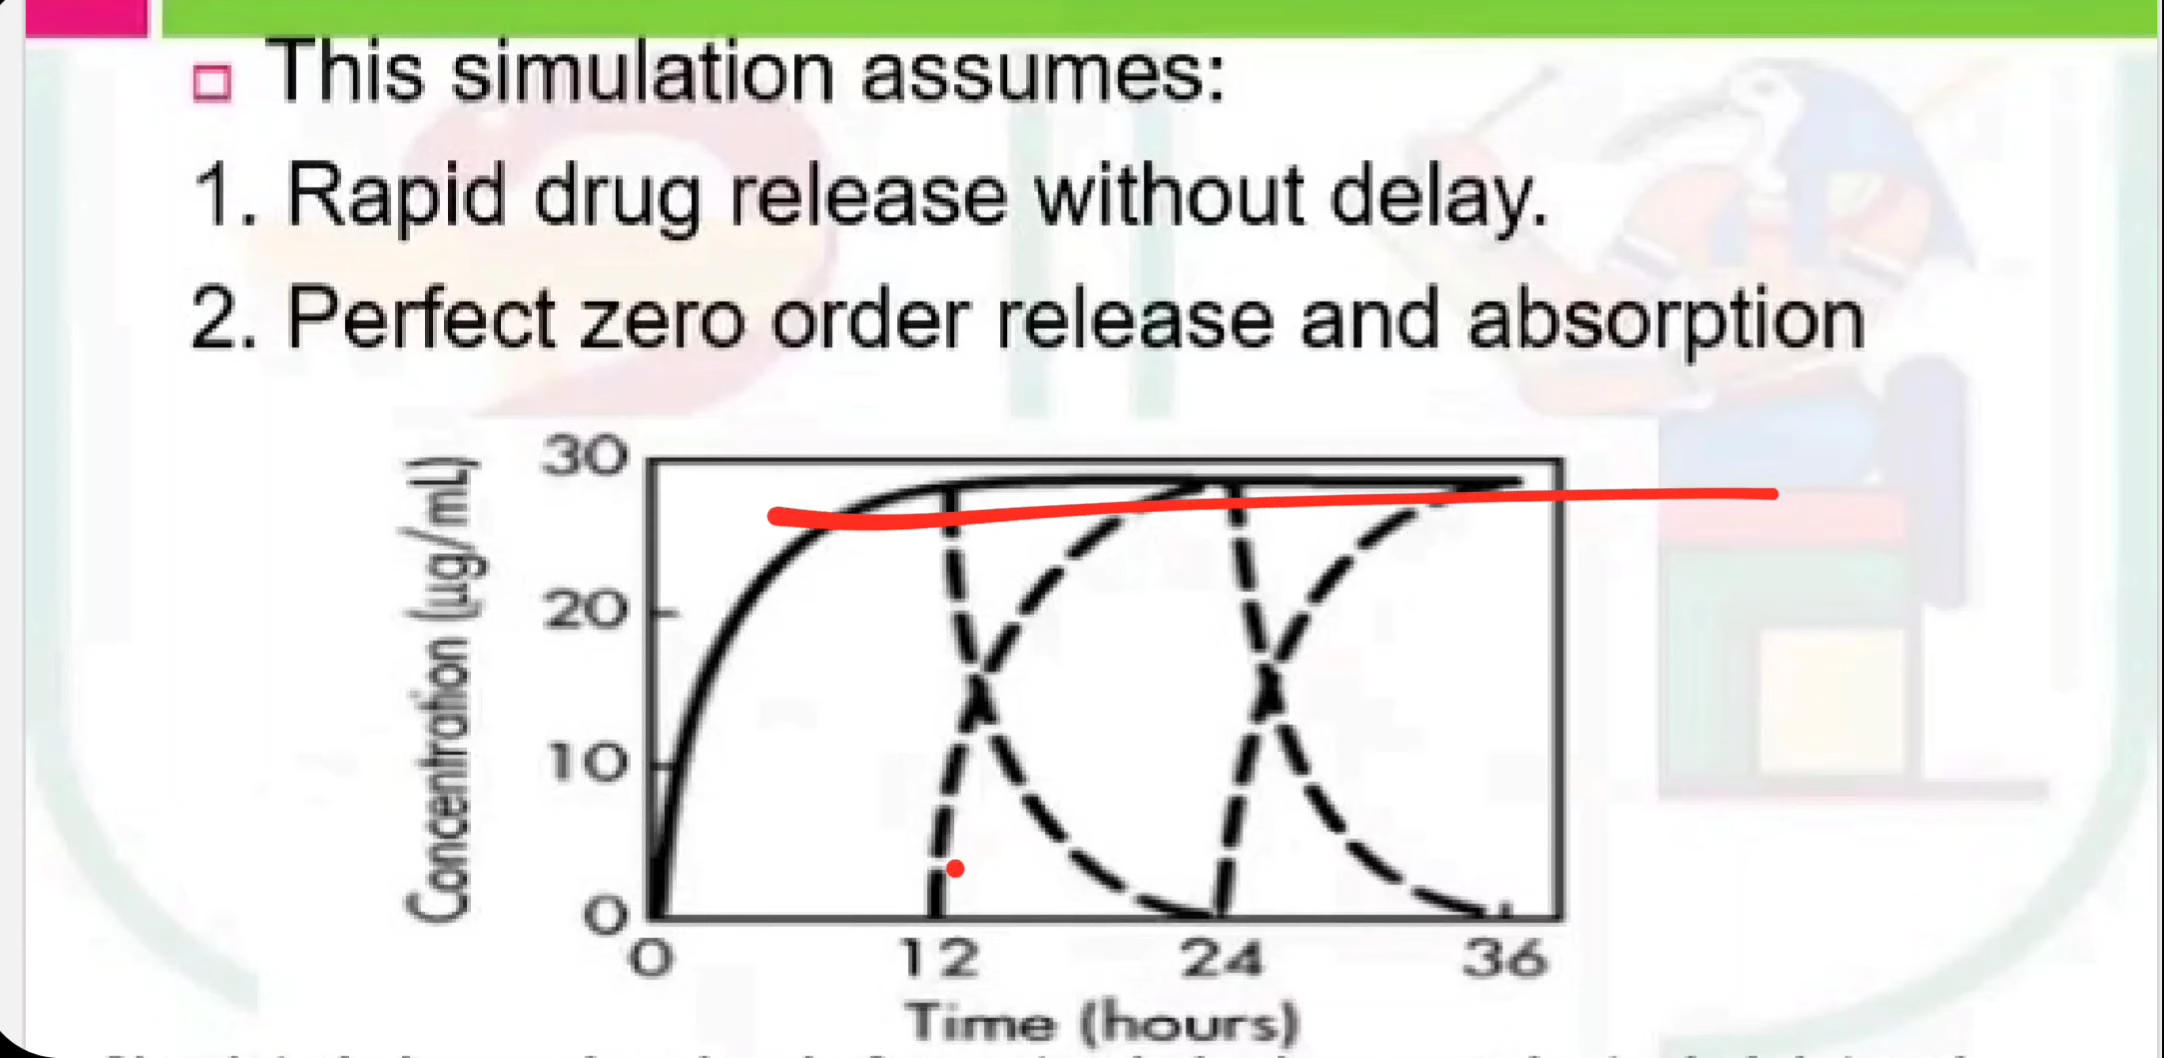 This simulation assumes:
1. Rapid drug release without delay.
2. Perfect zero order release and absorption
Concentration (µg/mL)
30
20
10
0
0 12 24 36
Time (hours)